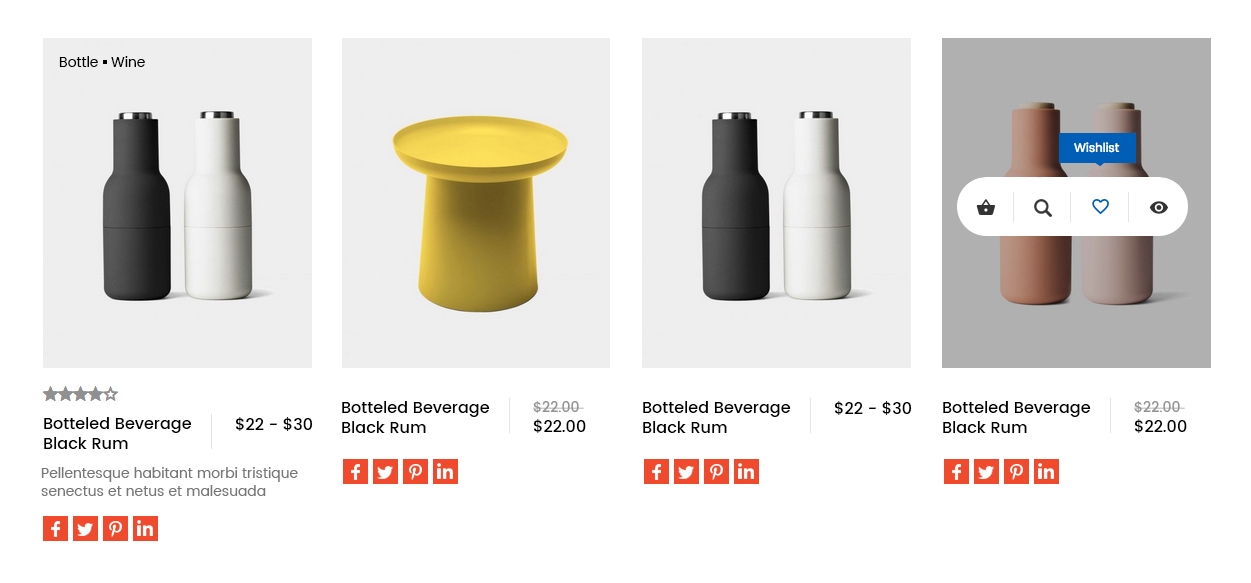 Bottle ▪ Wine
Wishlist
Botteled Beverage
Black Rum
$22 - $30
Pellentesque habitant morbi tristique
senectus et netus et malesuada
Botteled Beverage
Black Rum
$22.00
$22.00
Botteled Beverage
Black Rum
$22 - $30
Botteled Beverage
Black Rum
$22.00
$22.00